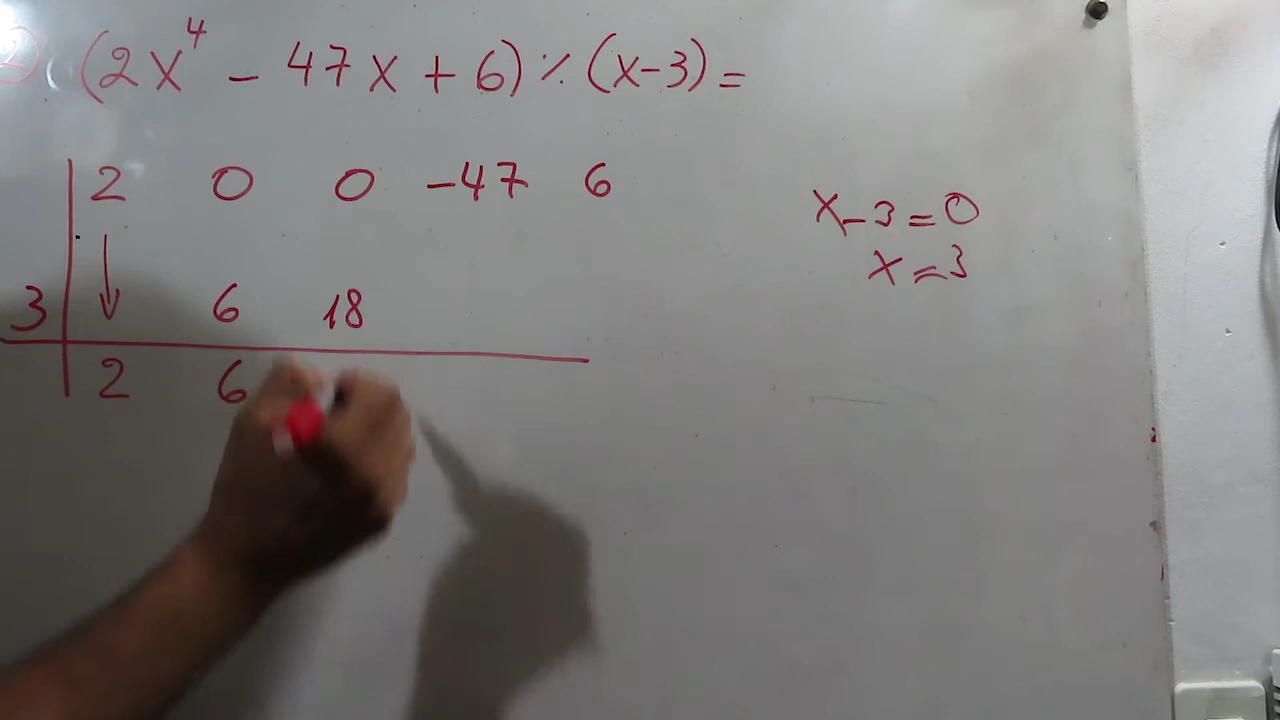 2) (2x⁴ - 47x + 6) ٪ (x-3) =
2 0 0 -47 6
x-3=0
x=3
3 6 18
2 6